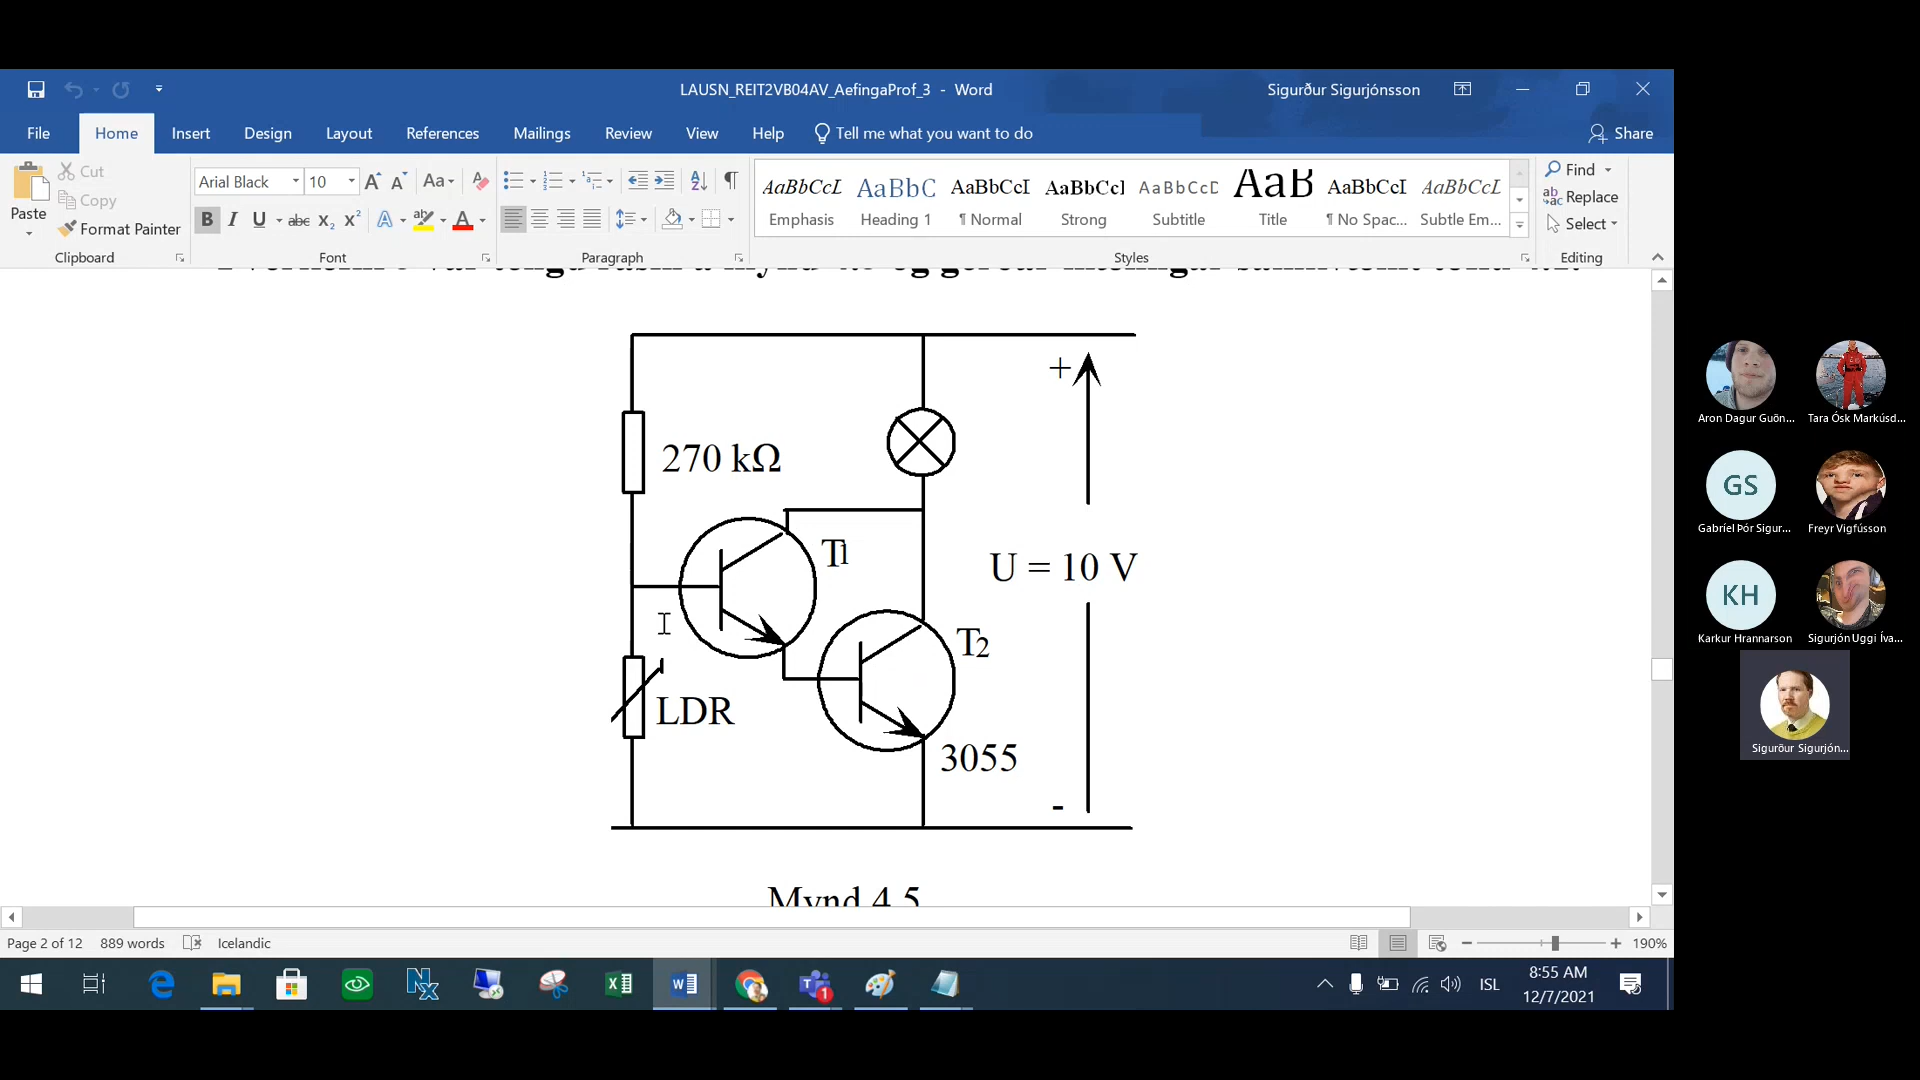 LAUSN_REIT2VB04AV_AefingaProf_3 - Word
Sigurður Sigurjónsson
File Home Insert Design Layout References Mailings Review View Help Tell me what you want to do Share
Paste
Cut
Copy
Format Painter
Clipboard
Arial Black 10
Font
Paragraph
AaBbCcL AaBbC AaBbCcI AaBbCcI AaBbCcD AaB AaBbCcI AaBbCcL
Emphasis Heading 1 ¶ Normal Strong Subtitle Title ¶ No Spac... Subtle Em...
Styles
Find
Replace
Select
Editing
+
270 kΩ
T1
U = 10 V
T2
LDR
3055
-
Mynd 4.5
Page 2 of 12 889 words Icelandic 190%
ISL
8:55 AM
12/7/2021
1
Aron Dagur Guðn...
Tara Ósk Markúsd...
GS
Gabríel Þór Sigur...
Freyr Vigfússon
KH
Karkur Hrannarson
Sigurjón Uggi Íva...
Sigurður Sigurjón...